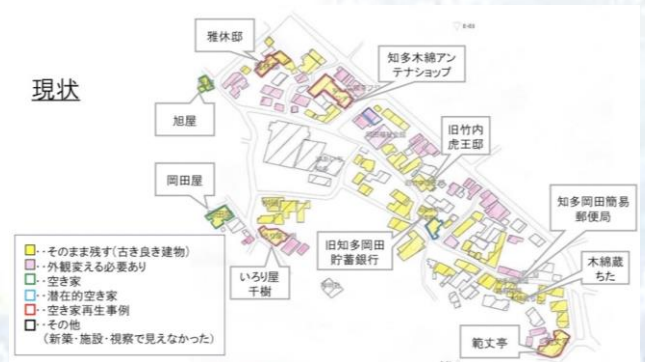 現状
雅休邸
知多木綿アン
テナショップ
旭屋
旧竹内
虎王邸
岡田屋
知多岡田簡易
郵便局
旧知多岡田
貯蓄銀行
いろり屋
千樹
木綿蔵
ちた
範丈亭
‥そのまま残す(古き良き建物)
‥外観変える必要あり
‥空き家
‥潜在的空き家
‥空き家再生事例
‥その他
(新築・施設・視察で見えなかった)